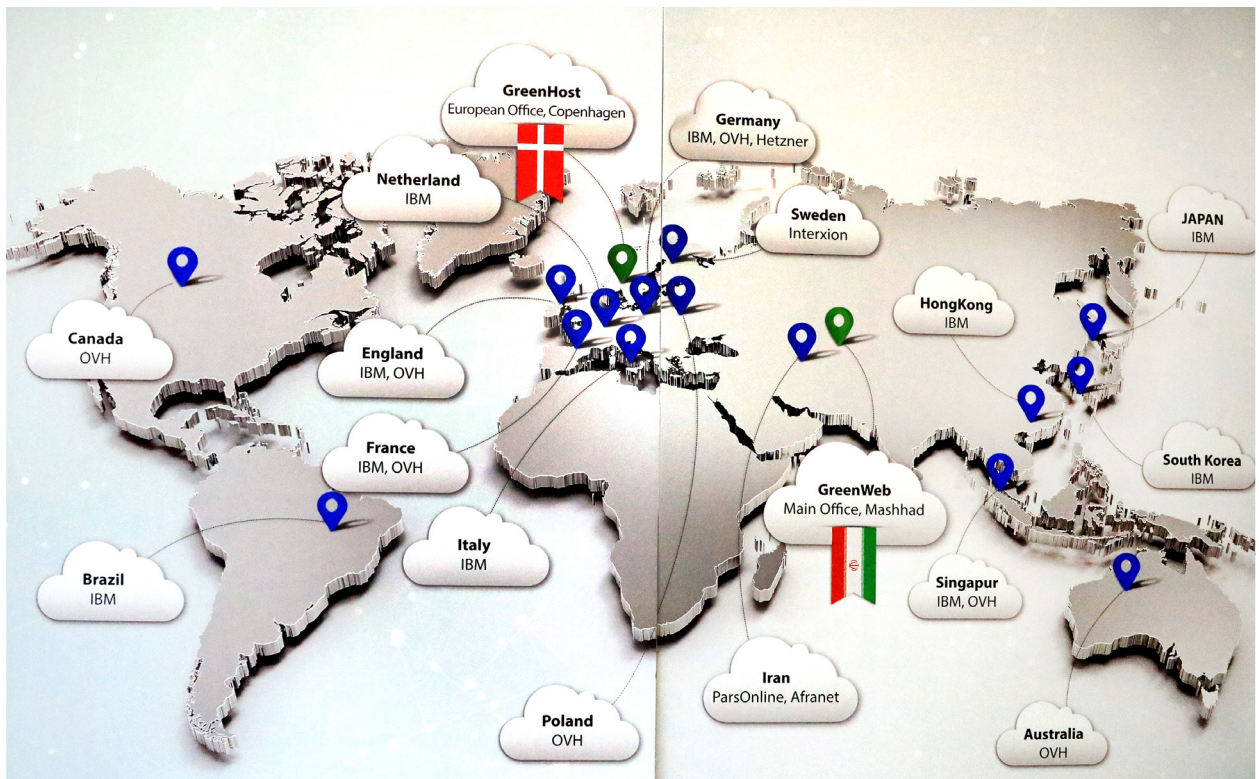 GreenHost
European Office, Copenhagen
Germany
IBM, OVH, Hetzner
Netherland
IBM
Sweden
Interxion
JAPAN
IBM
HongKong
IBM
Canada
OVH
England
IBM, OVH
France
IBM, OVH
South Korea
IBM
GreenWeb
Main Office, Mashhad
Italy
IBM
Brazil
IBM
Singapur
IBM, OVH
Iran
ParsOnline, Afranet
Poland
OVH
Australia
OVH